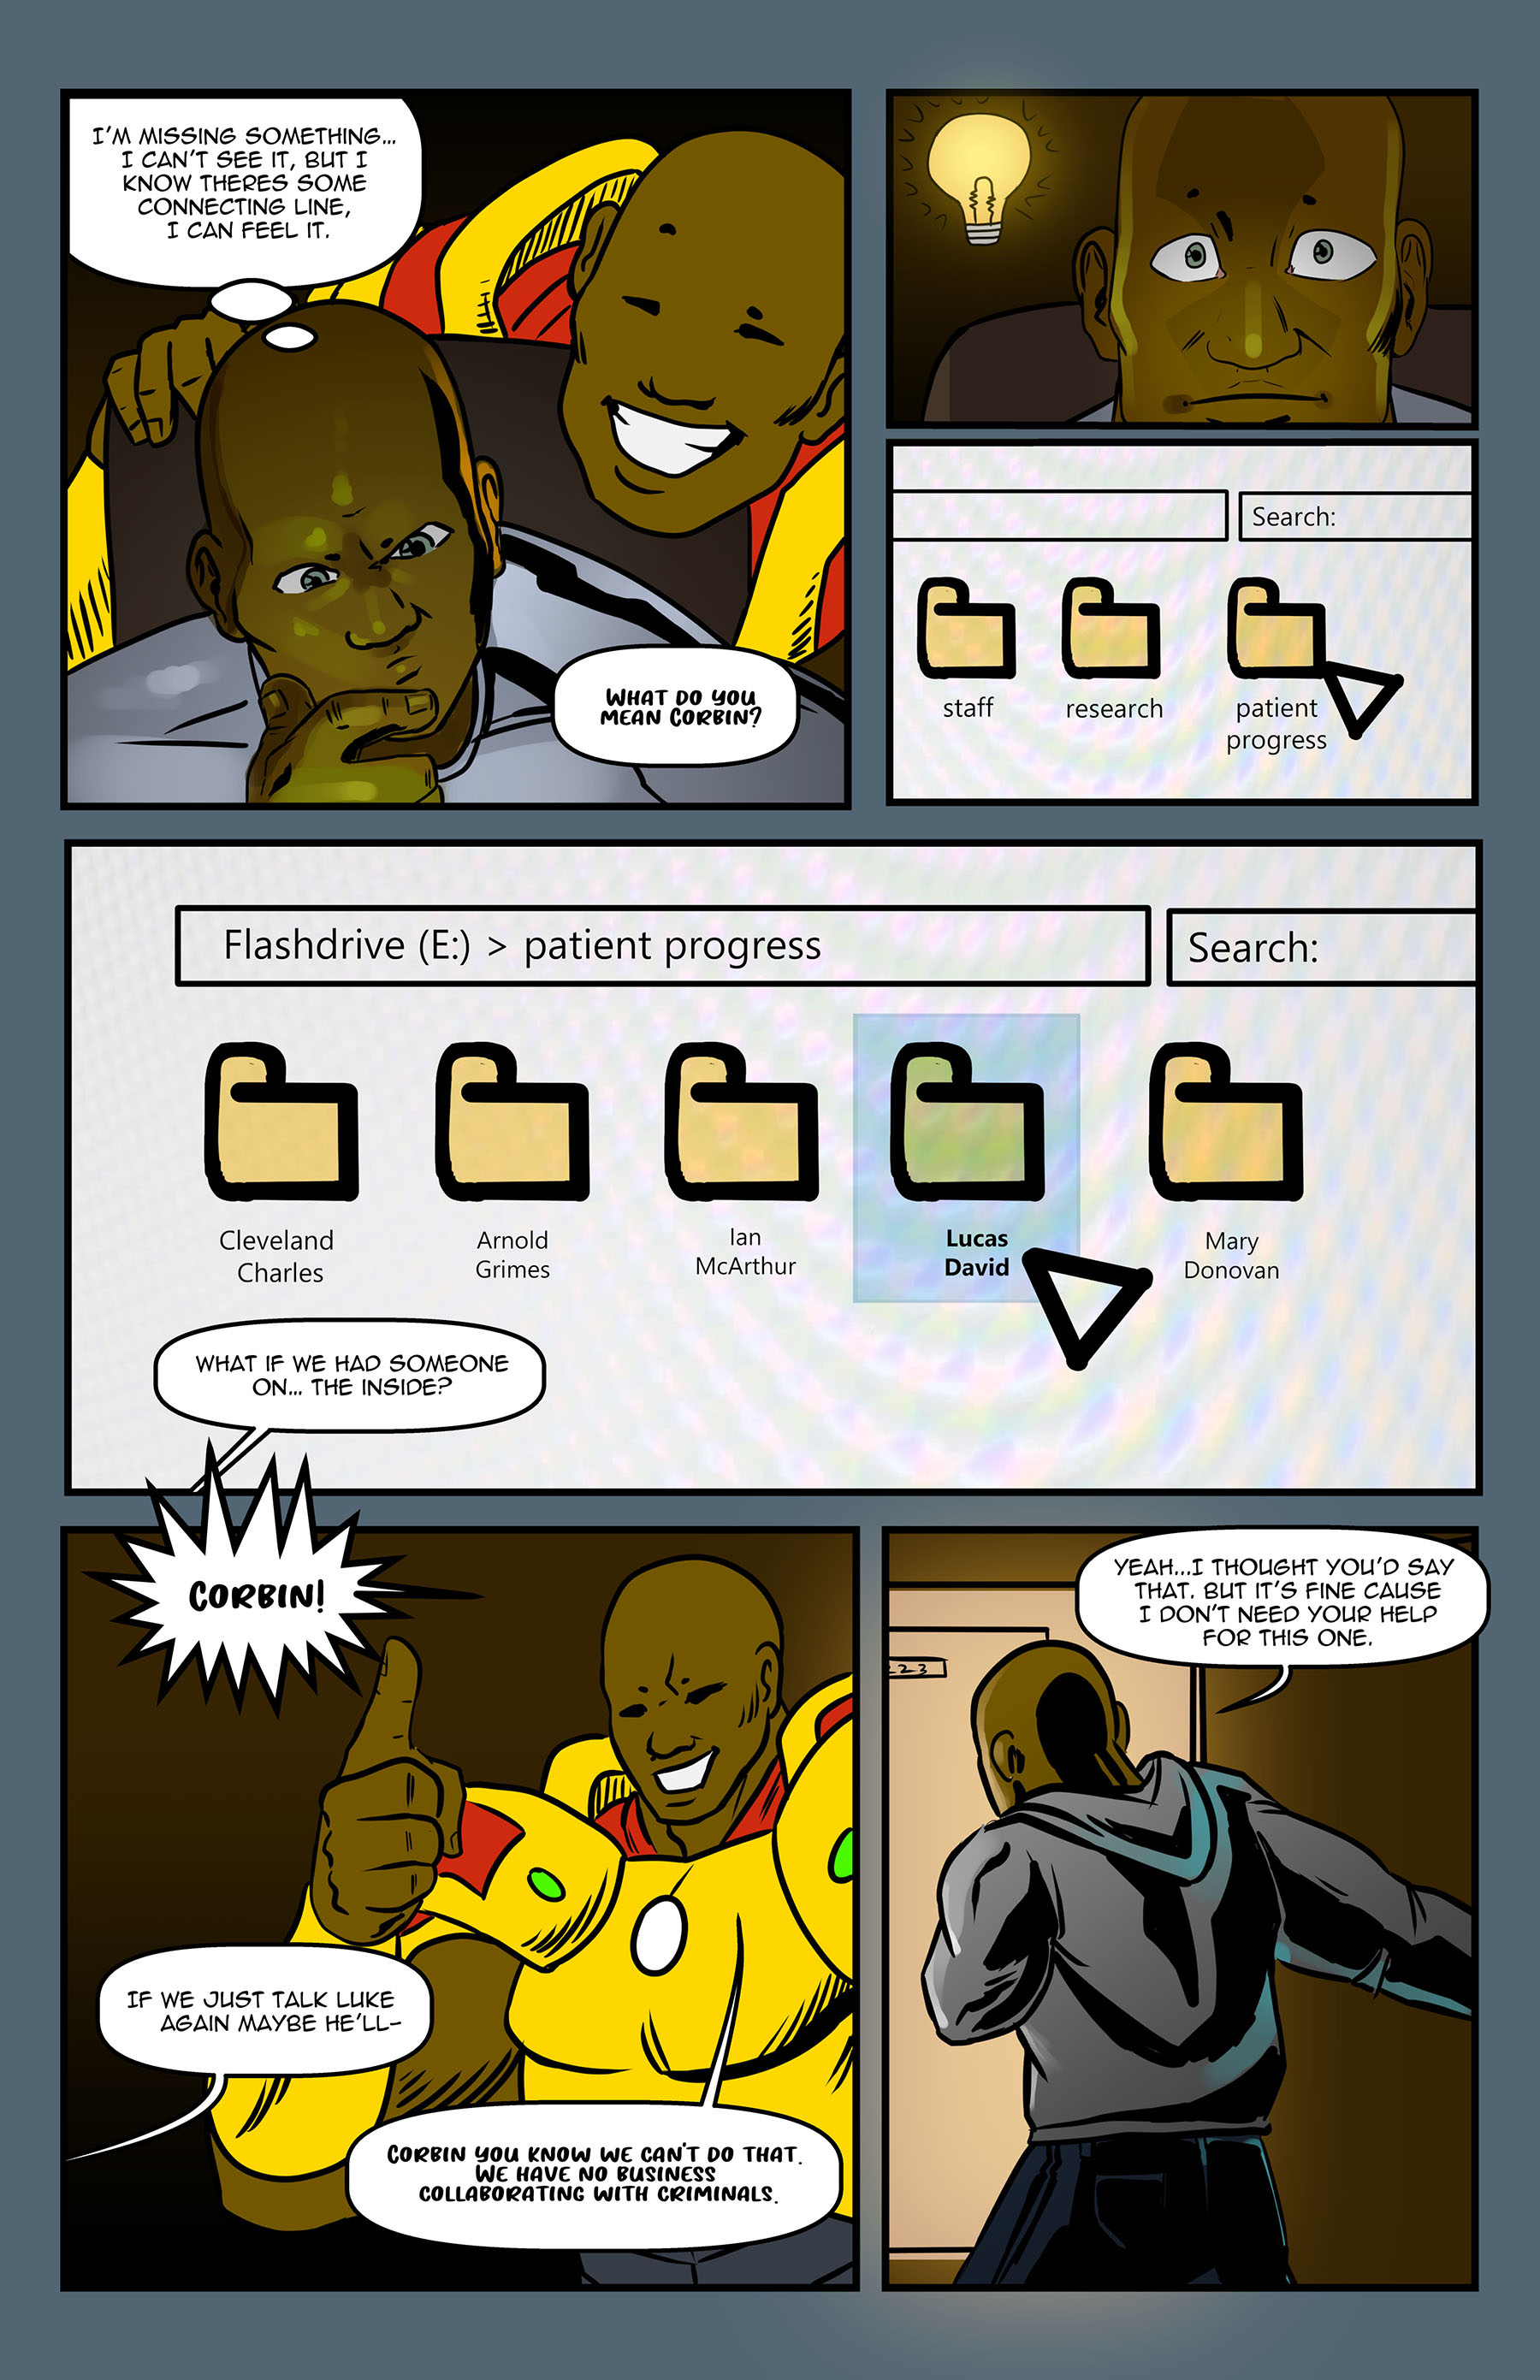 I'M MISSING SOMETHING...
I CAN'T SEE IT, BUT I
KNOW THERES SOME
CONNECTING LINE,
I CAN FEEL IT.
WHAT DO YOU
MEAN CORBIN?
Search:
staff
research
patient
progress
Flashdrive (E:) > patient progress
Search:
Cleveland
Charles
Arnold
Grimes
Ian
McArthur
Lucas
David
Mary
Donovan
WHAT IF WE HAD SOMEONE
ON... THE INSIDE?
CORBIN!
IF WE JUST TALK LUKE
AGAIN MAYBE HE'LL-
CORBIN YOU KNOW WE CAN'T DO THAT.
WE HAVE NO BUSINESS
COLLABORATING WITH CRIMINALS.
YEAH...I THOUGHT YOU'D SAY
THAT. BUT IT'S FINE CAUSE
I DON'T NEED YOUR HELP
FOR THIS ONE.
223